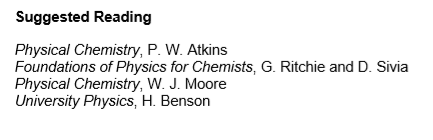 Suggested Reading
Physical Chemistry, P. W. Atkins
Foundations of Physics for Chemists, G. Ritchie and D. Sivia
Physical Chemistry, W. J. Moore
University Physics, H. Benson